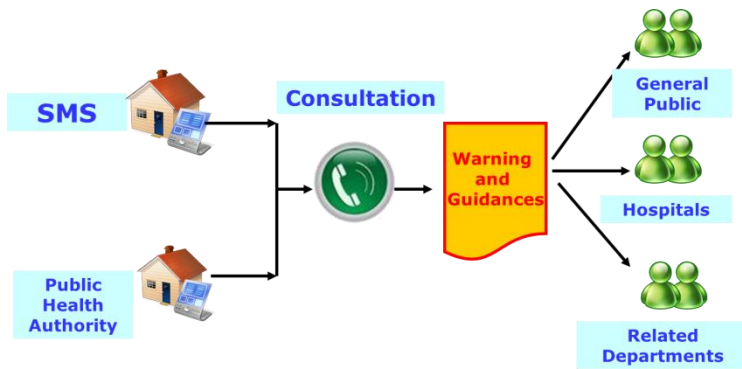 SMS
Public
Health
Authority
Consultation
Warning
and
Guidances
General
Public
Hospitals
Related
Departments